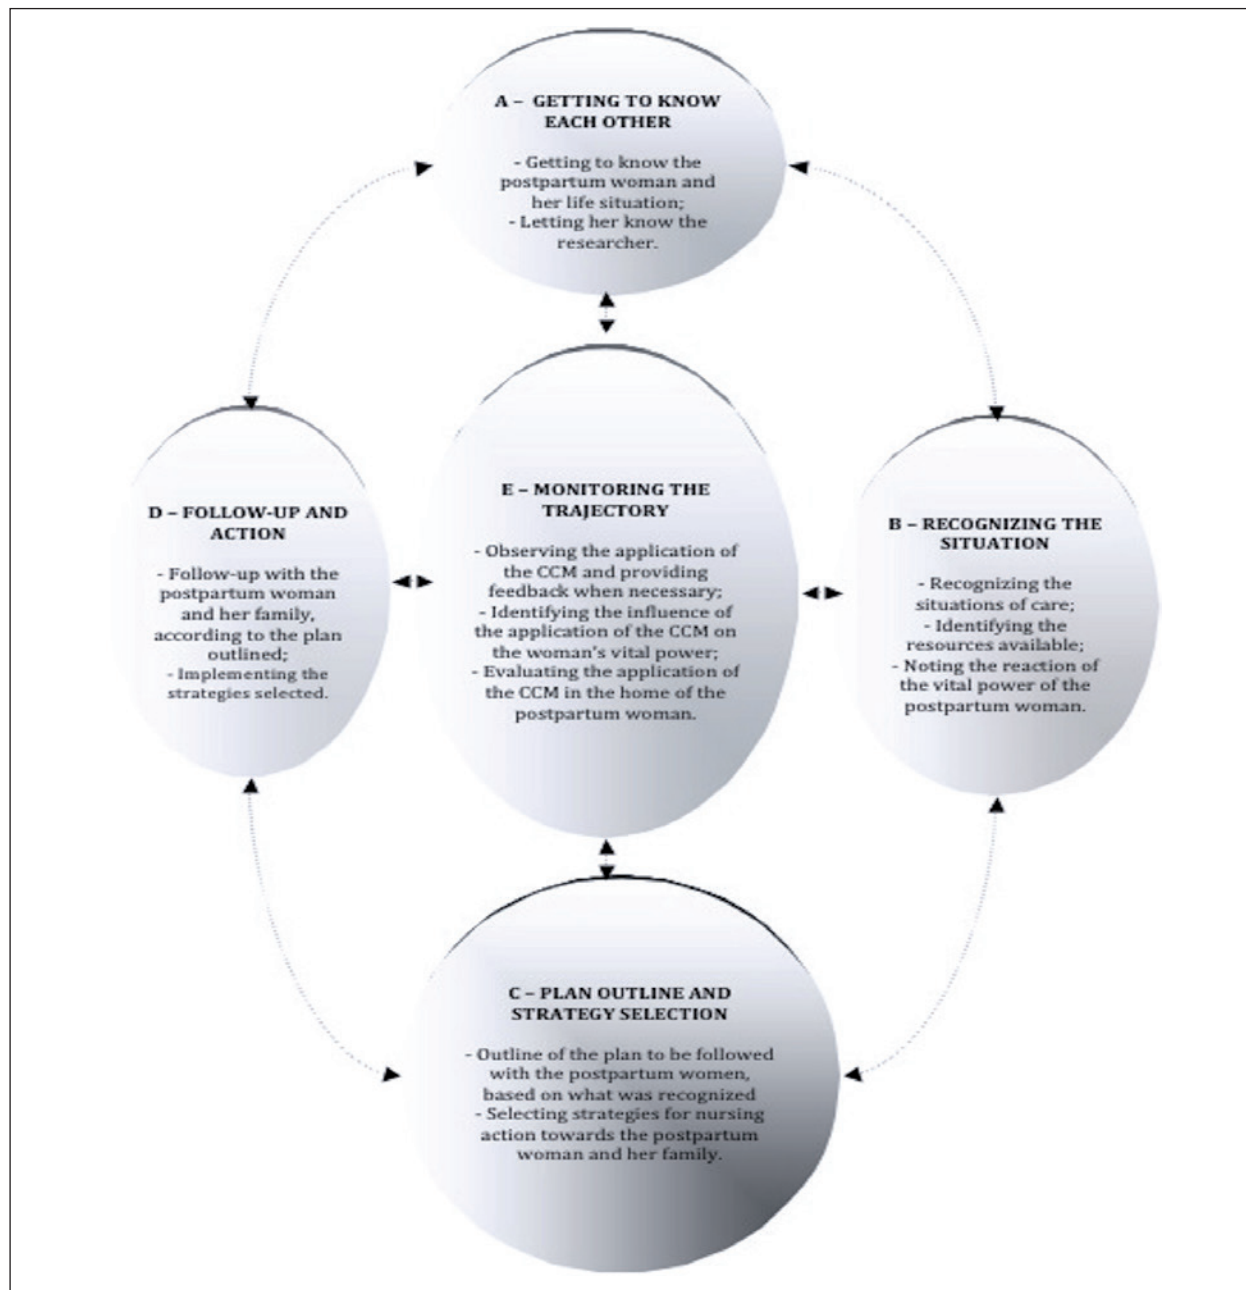 A – GETTING TO KNOW
EACH OTHER
- Getting to know the
postpartum woman and
her life situation;
- Letting her know the
researcher.
D – FOLLOW-UP AND
ACTION
- Follow-up with the
postpartum woman
and her family,
according to the plan
outlined;
- Implementing the
strategies selected.
E – MONITORING THE
TRAJECTORY
- Observing the application of
the CCM and providing
feedback when necessary;
- Identifying the influence of
the application of the CCM on
the woman's vital power;
- Evaluating the application
of the CCM in the home of the
postpartum woman.
B – RECOGNIZING THE
SITUATION
- Recognizing the
situations of care;
- Identifying the
resources available;
- Noting the reaction of
the vital power of the
postpartum woman.
C – PLAN OUTLINE AND
STRATEGY SELECTION
- Outline of the plan to be followed
with the postpartum women,
based on what was recognized
- Selecting strategies for nursing
action towards the postpartum
woman and her family.